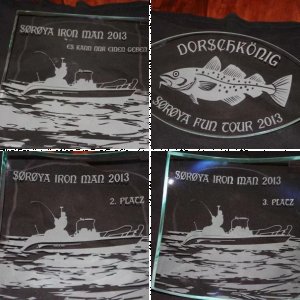 SØRØYA IRON MAN 2013
ES KANN NUR EINEN GEBEN
DORSCHKÖNIG
SØRØYA FUN TOUR 2013
SØRØYA IRON MAN 2013
2. PLATZ
SØRØYA IRON MAN 2013
3. PLATZ